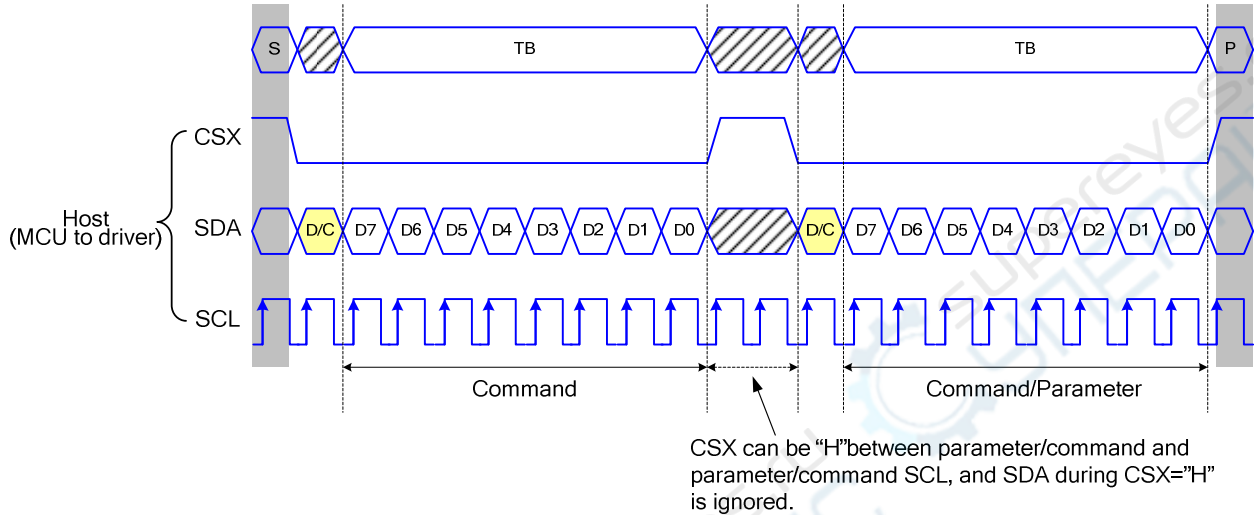 S TB TB P
CSX
Host
(MCU to driver)
SDA D/C D7 D6 D5 D4 D3 D2 D1 D0 D/C D7 D6 D5 D4 D3 D2 D1 D0
SCL
Command Command/Parameter
CSX can be “H”between parameter/command and
parameter/command SCL, and SDA during CSX=”H”
is ignored.
supereyes.